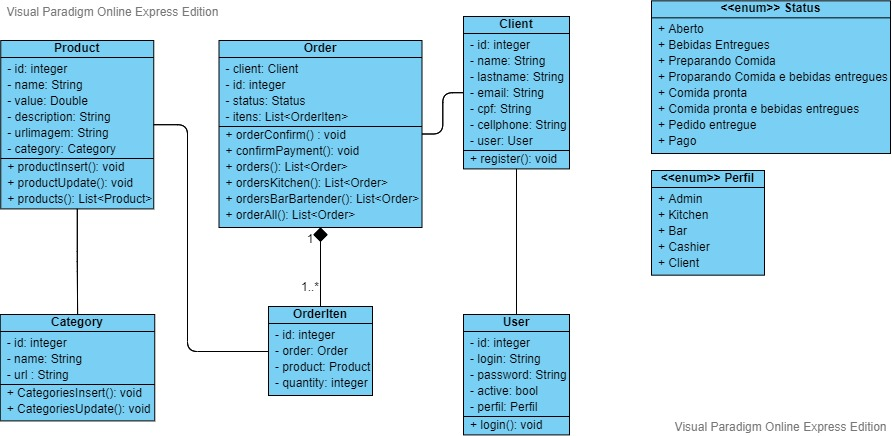 Visual Paradigm Online Express Edition
Product
- id: integer
- name: String
- value: Double
- description: String
- urlimagem: String
- category: Category
+ productInsert(): void
+ productUpdate(): void
+ products(): List<Product>
Order
- client: Client
- id: integer
- status: Status
- itens: List<OrderIten>
+ orderConfirm() : void
+ confirmPayment(): void
+ orders(): List<Order>
+ ordersKitchen(): List<Order>
+ ordersBarBartender(): List<Order>
+ orderAll(): List<Order>
Client
- id: integer
- name: String
- lastname: String
- email: String
- cpf: String
- cellphone: String
- user: User
+ register(): void
<<enum>> Status
+ Aberto
+ Bebidas Entregues
+ Preparando Comida
+ Preparando Comida e bebidas entregues
+ Comida pronta
+ Comida pronta e bebidas entregues
+ Pedido entregue
+ Pago
<<enum>> Perfil
+ Admin
+ Kitchen
+ Bar
+ Cashier
+ Client
1
1..*
Category
- id: integer
- name: String
- url : String
+ CategoriesInsert(): void
+ CategoriesUpdate(): void
OrderIten
- id: integer
- order: Order
- product: Product
- quantity: integer
User
- id: integer
- login: String
- password: String
- active: bool
- perfil: Perfil
+ login(): void
Visual Paradigm Online Express Edition